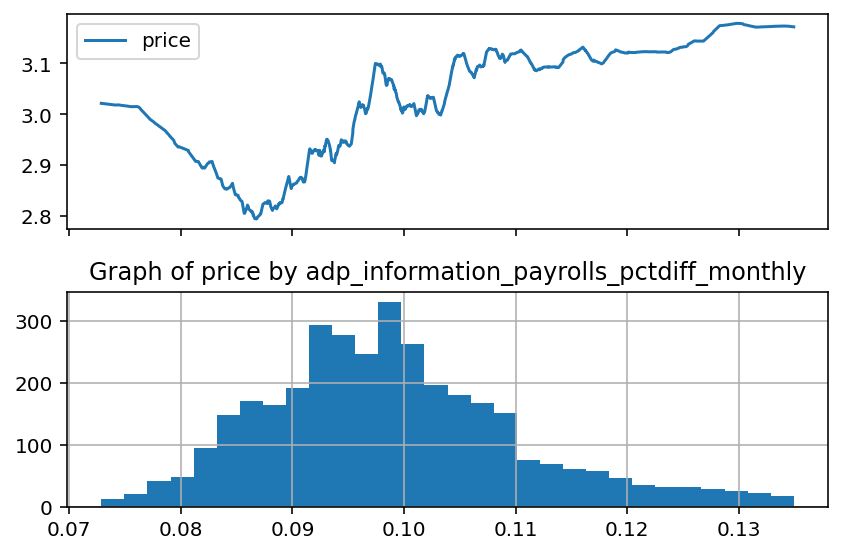 price
3.1
3.0
2.9
2.8
Graph of price by adp_information_payrolls_pctdiff_monthly
300
200
100
0
0.07 0.08 0.09 0.10 0.11 0.12 0.13